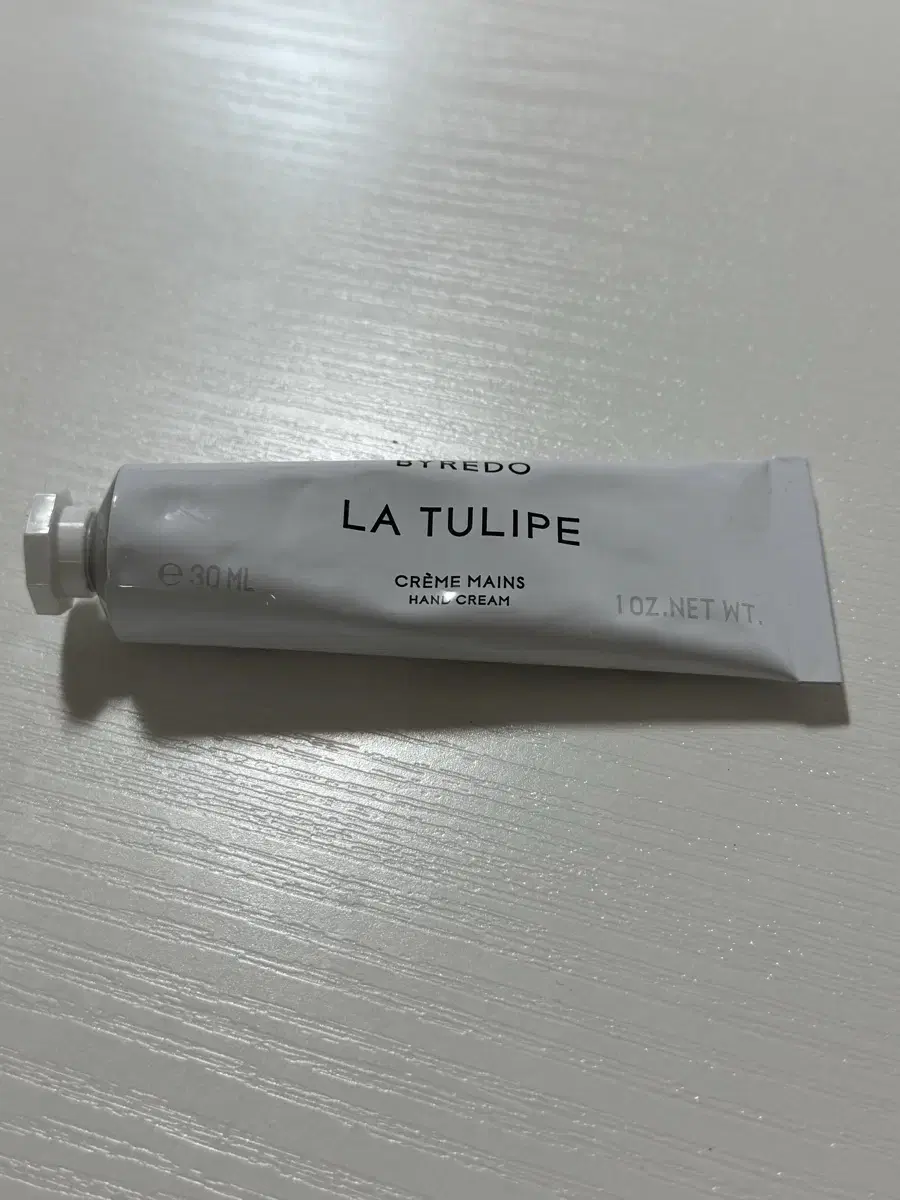 BYREDO
LA TULIPE
CRÈME MAINS
HAND CREAM
℮ 30 ML
1 OZ.NET WT.